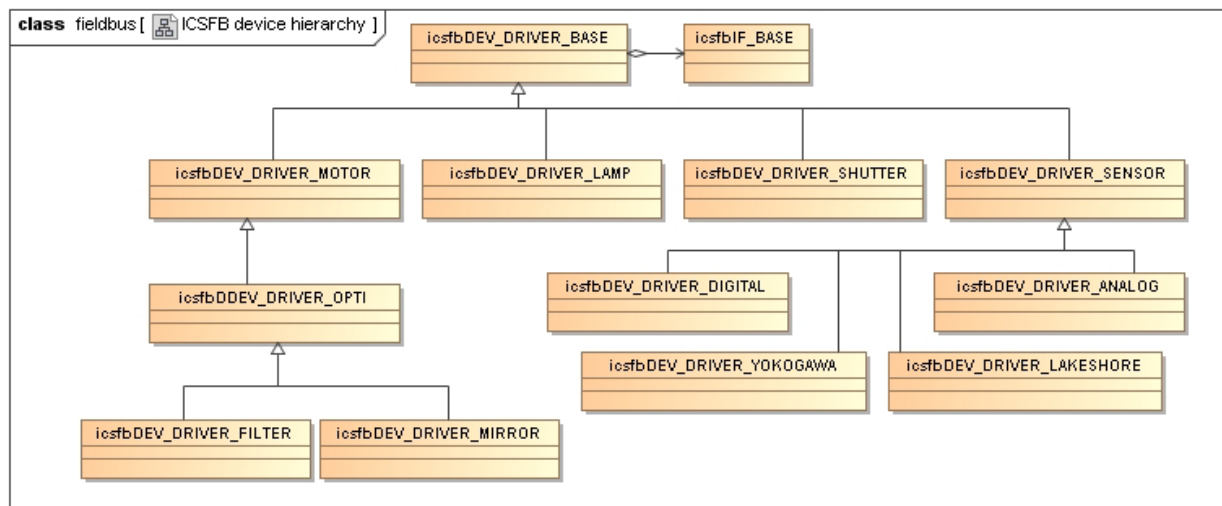 class fieldbus [ ICSFB device hierarchy ]
icsfbDEV_DRIVER_BASE
icsfbIF_BASE
icsfbDEV_DRIVER_MOTOR
icsfbDEV_DRIVER_LAMP
icsfbDEV_DRIVER_SHUTTER
icsfbDEV_DRIVER_SENSOR
icsfbDDEV_DRIVER_OPTI
icsfbDEV_DRIVER_DIGITAL
icsfbDEV_DRIVER_ANALOG
icsfbDEV_DRIVER_YOKOGAWA
icsfbDEV_DRIVER_LAKESHORE
icsfbDEV_DRIVER_FILTER
icsfbDEV_DRIVER_MIRROR